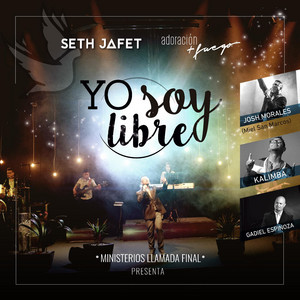 SETH JAFET
adoración
+ fuego
YO soy
libre
JOSH MORALES
(Miel San Marcos)
KALIMBA
GADIEL ESPINOZA
• MINISTERIOS LLAMADA FINAL •
PRESENTA